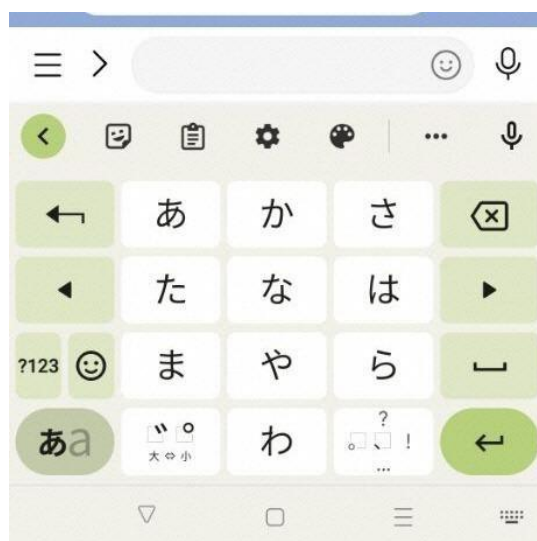 あ か さ
た な は
?123 ま や ら
あa ゛゜ 大⇔小 わ 。、?!…